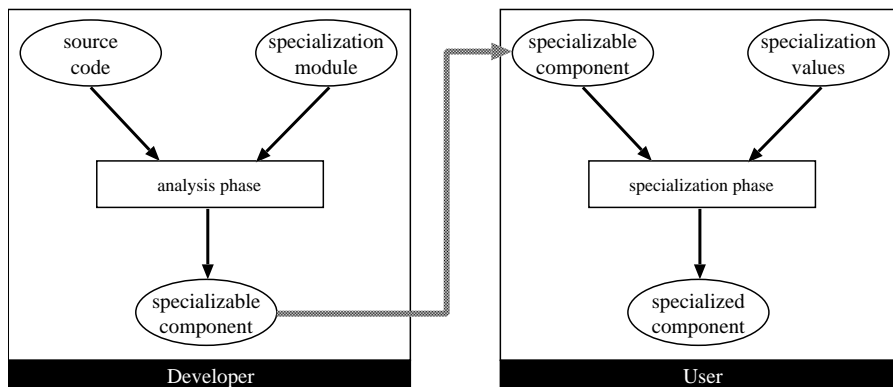 source
code
specialization
module
analysis phase
specializable
component
Developer
specializable
component
specialization
values
specialization phase
specialized
component
User